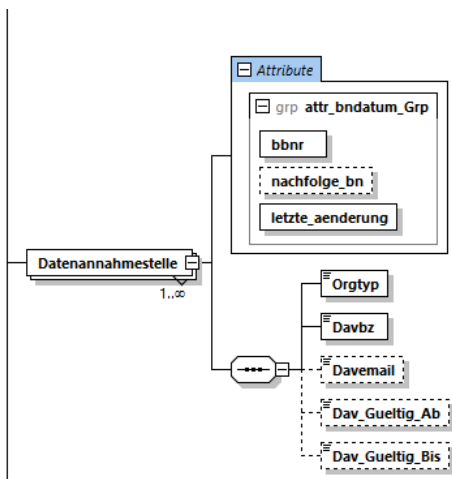 Attribute
grp attr_bndatum_Grp
bbnr
nachfolge_bn
letzte_aenderung
Datenannahmestelle
1..∞
Orgtyp
Davbz
Davemail
Dav_Gueltig_Ab
Dav_Gueltig_Bis